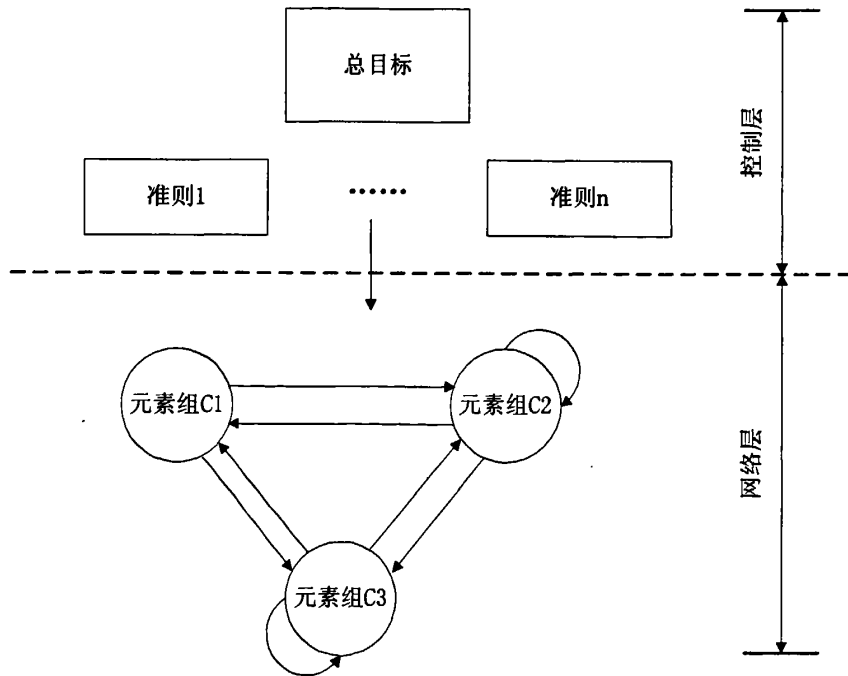 总目标
准则1
......
准则n
控制层
元素组C1
元素组C2
元素组C3
网络层